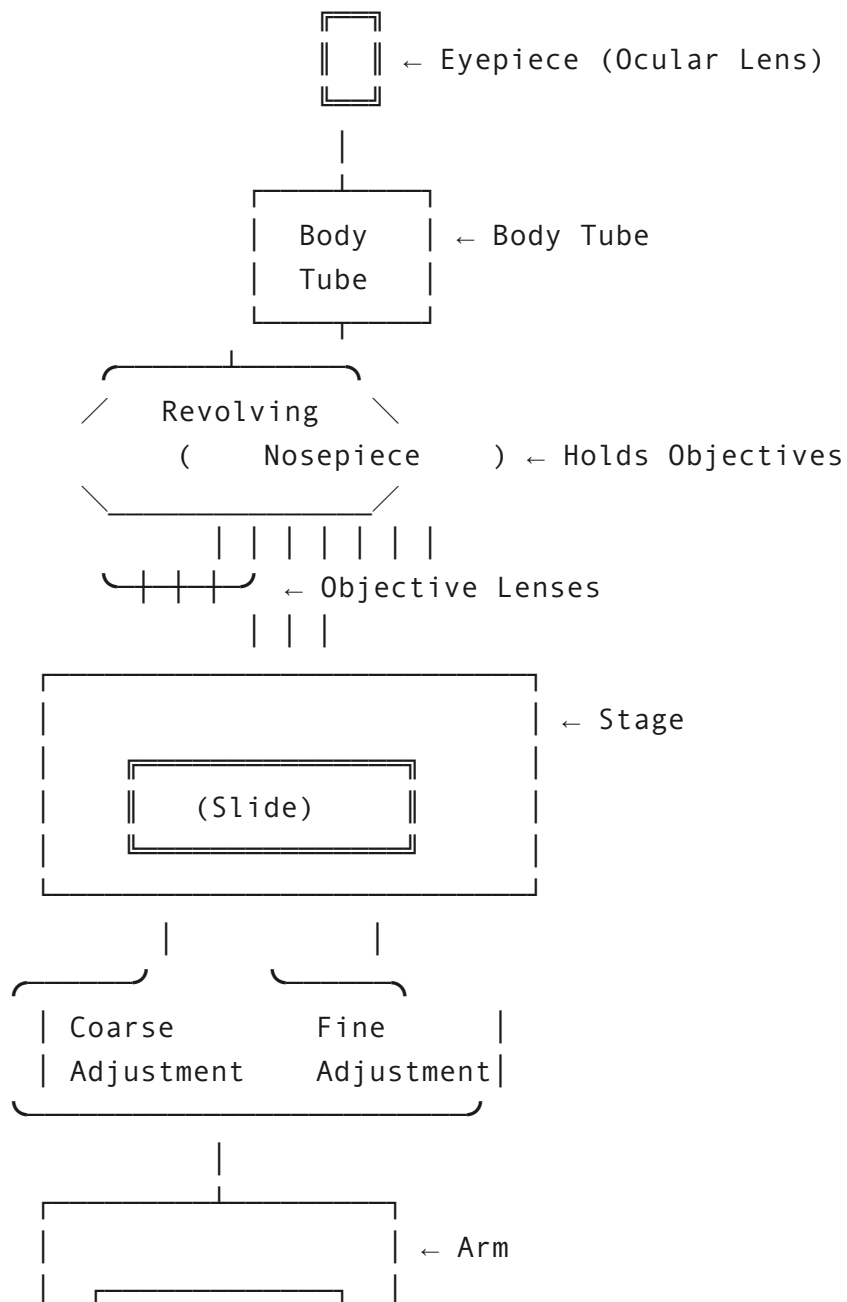 ← Eyepiece (Ocular Lens)
Body ← Body Tube
Tube
Revolving
( Nosepiece ) ← Holds Objectives
← Objective Lenses
← Stage
(Slide)
Coarse Fine
Adjustment Adjustment
← Arm